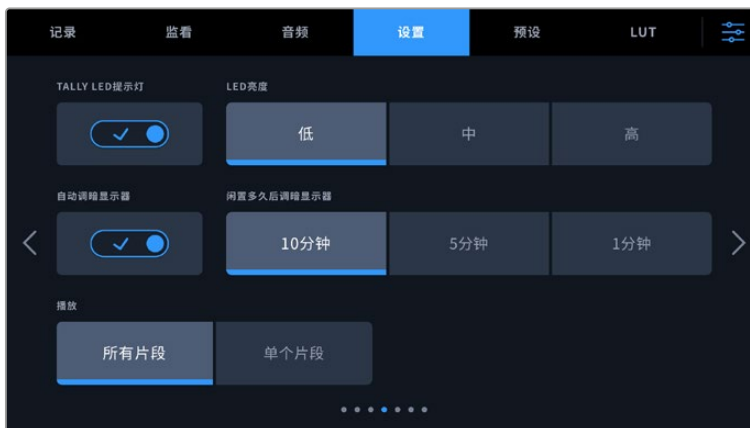 记录 监看 音频 设置 预设 LUT
TALLY LED提示灯 LED亮度
低 中 高
自动调暗显示器 闲置多久后调暗显示器
10分钟 5分钟 1分钟
播放
所有片段 单个片段